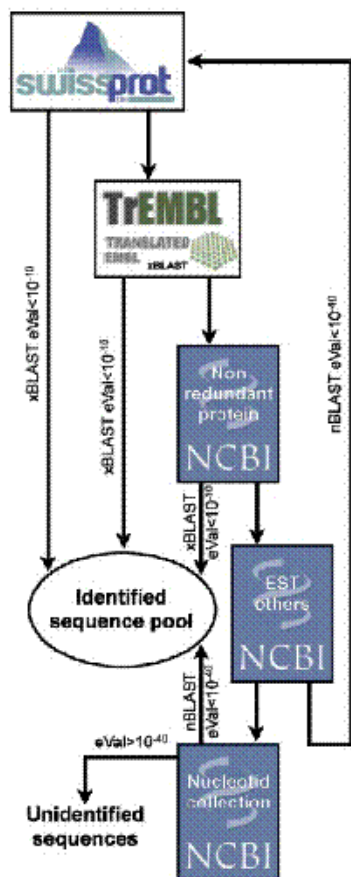 swissprot
TrEMBL
TRANSLATED
EMBL
xBLAST
xBLAST eVal<10-10
xBLAST eVal<10-10
nBLAST eVal<10-40
Non
redundant
protein
NCBI
xBLAST
eVal<10-10
EST
others
NCBI
Identified
sequence pool
nBLAST
eVal<10-40
eVal>10-40
Nucleotid
collection
NCBI
Unidentified
sequences